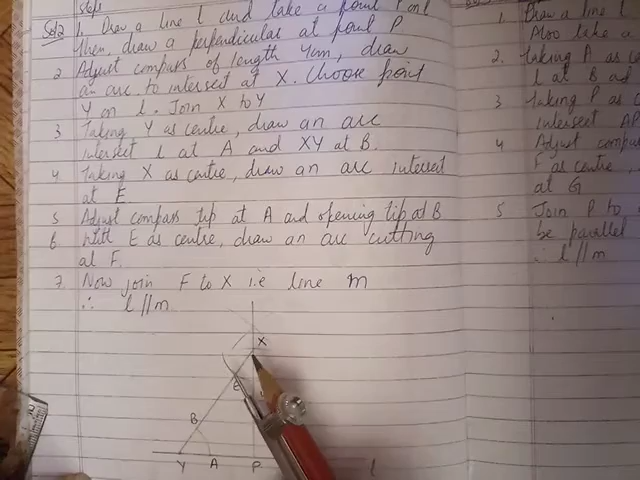 Steps
Sol2 1. Draw a line l and take a point P on l
Then, draw a perpendicular at point P
2 Adjust compass of length 4cm, draw
an arc to intersect at X. Choose point
Y on l. Join X to Y
3 Taking Y as centre, draw an arc
intersect l at A and XY at B.
4 Taking X as centre, draw an arc intersect
at E
5 Adjust compass tip at A and opening tip at B
6 With E as centre, draw an arc cutting
at F.
7. Now join F to X i.e line m
∴ l // m
X
E
B
Y A P l
1. Draw a line l
Also take a
2. Taking A as
l at B and
3 Taking P as
intersect AP
4 Adjust
F as centre,
at G
5 Join P to
be parallel
∴ l // m
2